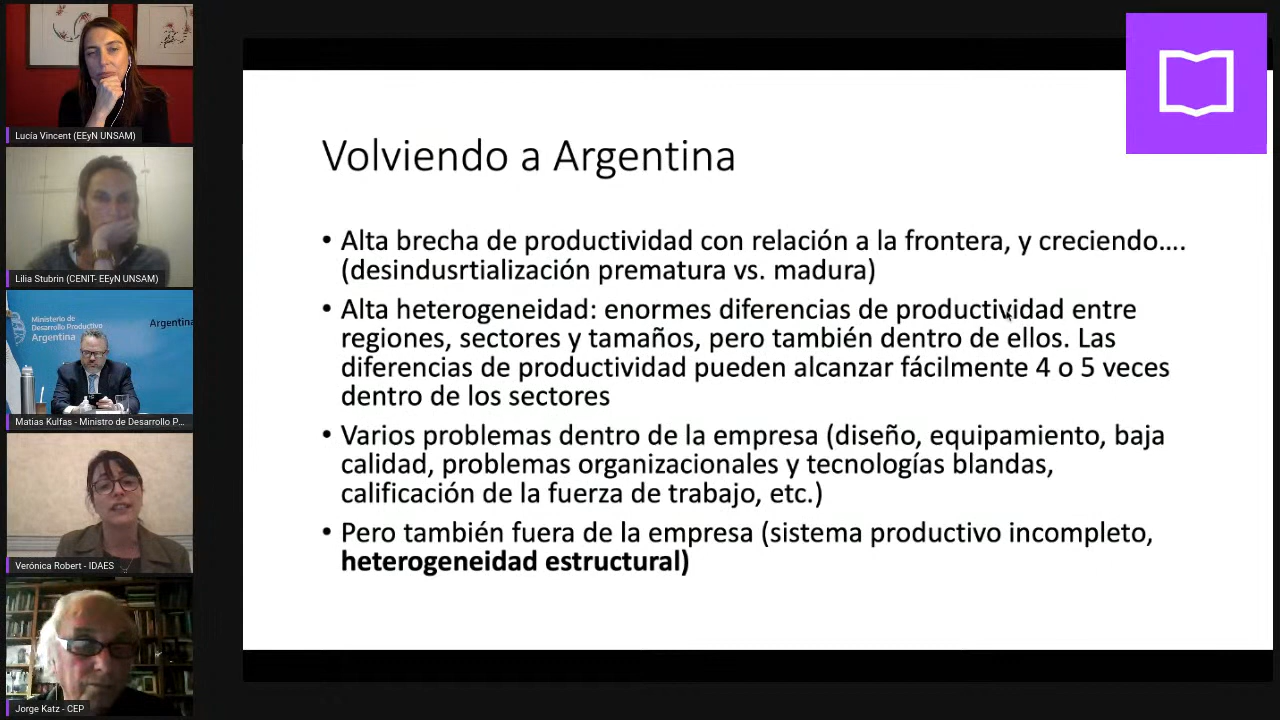 Lucía Vincent (EEyN UNSAM)
Lilia Stubrin (CENIT- EEyN UNSAM)
Ministerio de
Desarrollo Productivo
Argentina
Argentina
Matias Kulfas - Ministro de Desarrollo P...
Verónica Robert - IDAES
Jorge Katz - CEP
Volviendo a Argentina
• Alta brecha de productividad con relación a la frontera, y creciendo....
(desindusrtialización prematura vs. madura)
• Alta heterogeneidad: enormes diferencias de productividad entre
regiones, sectores y tamaños, pero también dentro de ellos. Las
diferencias de productividad pueden alcanzar fácilmente 4 o 5 veces
dentro de los sectores
• Varios problemas dentro de la empresa (diseño, equipamiento, baja
calidad, problemas organizacionales y tecnologías blandas,
calificación de la fuerza de trabajo, etc.)
• Pero también fuera de la empresa (sistema productivo incompleto,
heterogeneidad estructural)